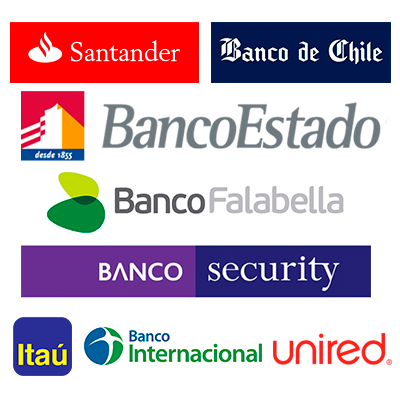 Santander
Banco de Chile
desde 1855
BancoEstado
BancoFalabella
BANCO security
Itaú
Banco
Internacional
unired®